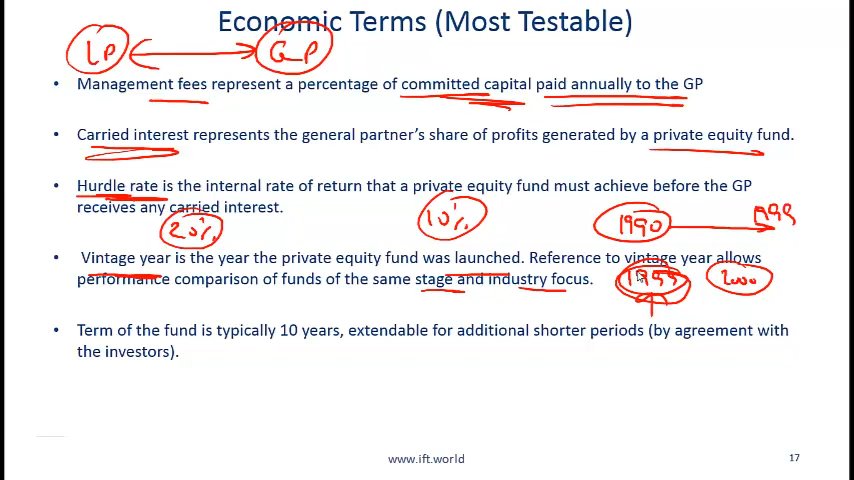 Economic Terms (Most Testable)
LP GP
• Management fees represent a percentage of committed capital paid annually to the GP
• Carried interest represents the general partner's share of profits generated by a private equity fund.
• Hurdle rate is the internal rate of return that a private equity fund must achieve before the GP
receives any carried interest.
20% 10% 1990 1999
• Vintage year is the year the private equity fund was launched. Reference to vintage year allows
performance comparison of funds of the same stage and industry focus.
2000
• Term of the fund is typically 10 years, extendable for additional shorter periods (by agreement with
the investors).
www.ift.world
17